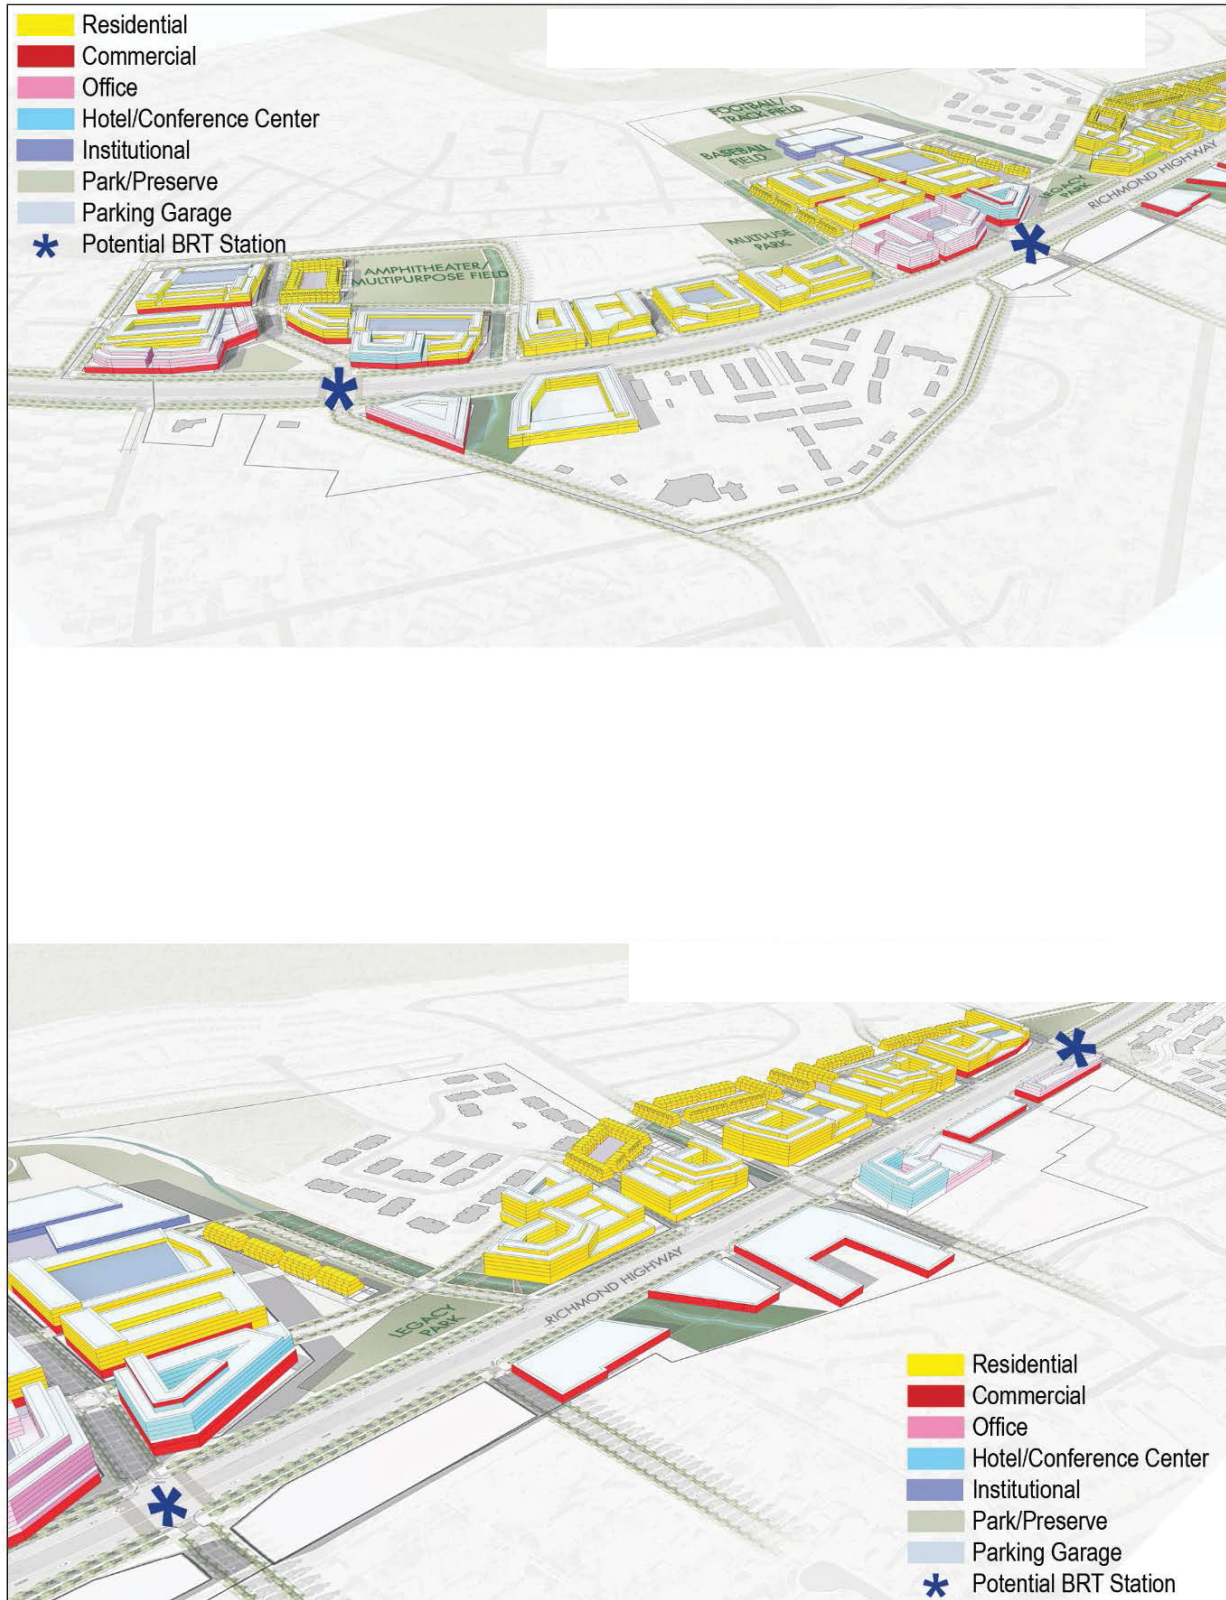 Residential
Commercial
Office
Hotel/Conference Center
Institutional
Park/Preserve
Parking Garage
Potential BRT Station
FOOTBALL/
TRACK FIELD
BASEBALL
FIELD
LEGACY
PARK
RICHMOND HIGHWAY
MULTI-USE
PARK
AMPHITHEATER/
MULTIPURPOSE FIELD
RICHMOND HIGHWAY
LEGACY
PARK
Residential
Commercial
Office
Hotel/Conference Center
Institutional
Park/Preserve
Parking Garage
Potential BRT Station